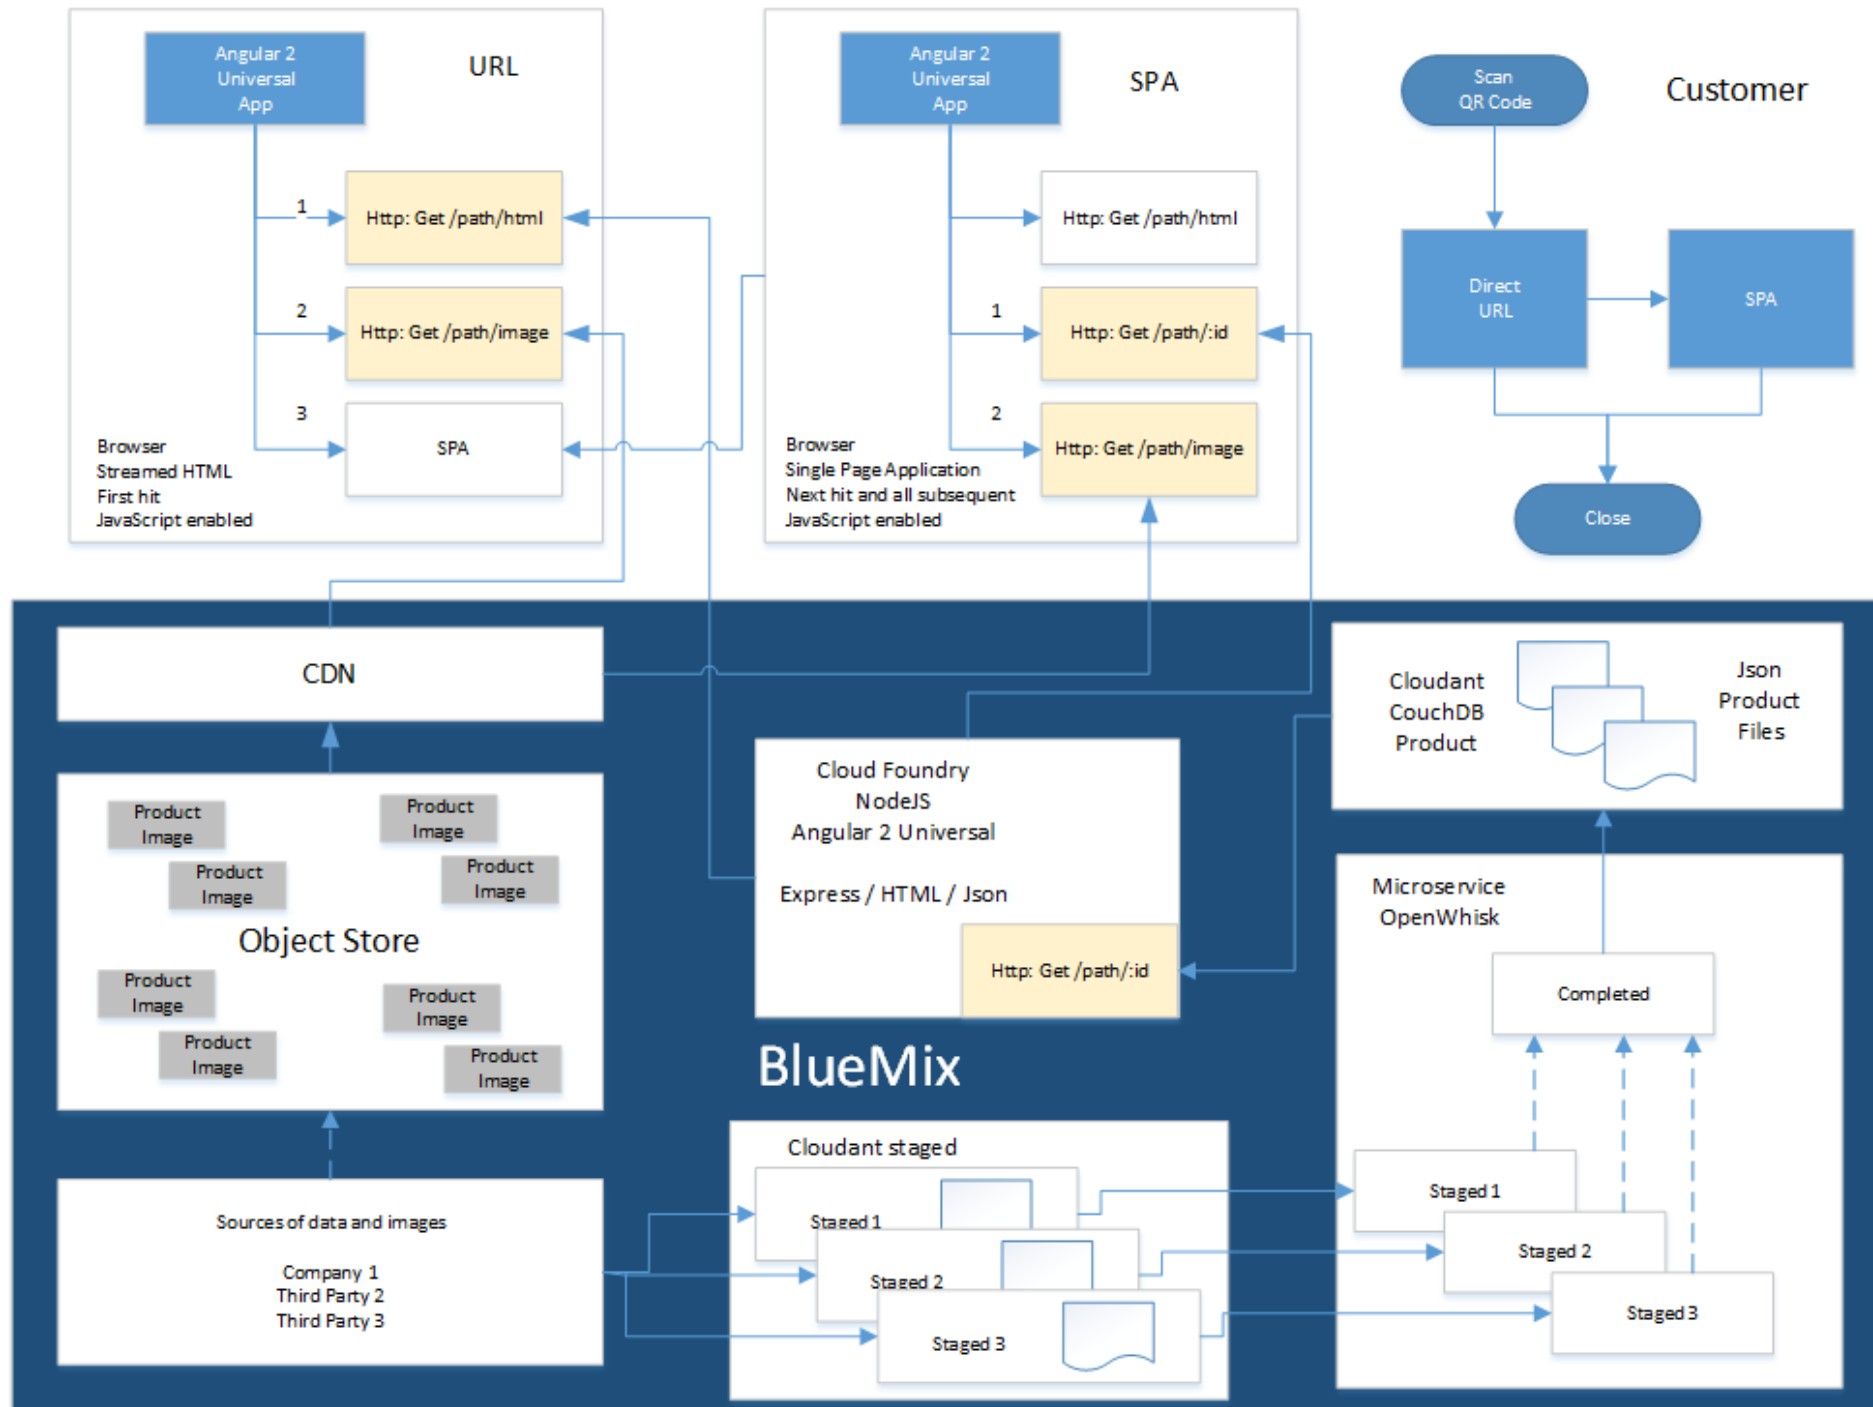 Angular 2
Universal
App
URL
1
Http: Get /path/html
2
Http: Get /path/image
3
SPA
Browser
Streamed HTML
First hit
JavaScript enabled
Angular 2
Universal
App
SPA
Http: Get /path/html
1
Http: Get /path/:id
2
Http: Get /path/image
Browser
Single Page Application
Next hit and all subsequent
JavaScript enabled
Scan
QR Code
Customer
Direct
URL
SPA
Close
CDN
Product
Image
Product
Image
Product
Image
Product
Image
Object Store
Product
Image
Product
Image
Product
Image
Product
Image
Sources of data and images
Company 1
Third Party 2
Third Party 3
Cloud Foundry
NodeJS
Angular 2 Universal
Express / HTML / Json
Http: Get /path/:id
BlueMix
Cloudant staged
Staged 1
Staged 2
Staged 3
Cloudant
CouchDB
Product
Json
Product
Files
Microservice
OpenWhisk
Completed
Staged 1
Staged 2
Staged 3